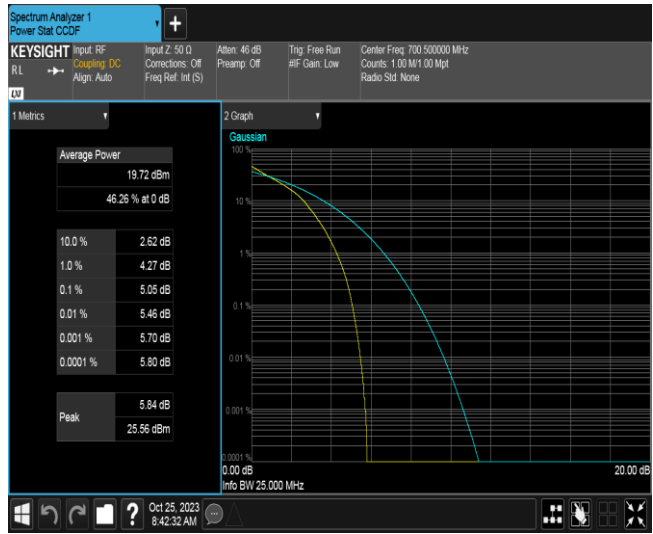 Spectrum Analyzer 1
Power Stat CCDF
+
KEYSIGHT
RL
LXI
Input: RF
Coupling: DC
Align: Auto
Input Z: 50 Ω
Corrections: Off
Freq Ref: Int (S)
Atten: 46 dB
Preamp: Off
Trig: Free Run
#IF Gain: Low
Center Freq: 700.500000 MHz
Counts: 1.00 M/1.00 Mpt
Radio Std: None
1 Metrics
Average Power
19.72 dBm
46.26 % at 0 dB
10.0 % 2.62 dB
1.0 % 4.27 dB
0.1 % 5.05 dB
0.01 % 5.46 dB
0.001 % 5.70 dB
0.0001 % 5.80 dB
Peak
5.84 dB
25.56 dBm
2 Graph
Gaussian
100 %
10 %
1 %
0.1 %
0.01 %
0.001 %
0.0001 %
0.00 dB
20.00 dB
Info BW 25.000 MHz
?
Oct 25, 2023
8:42:32 AM